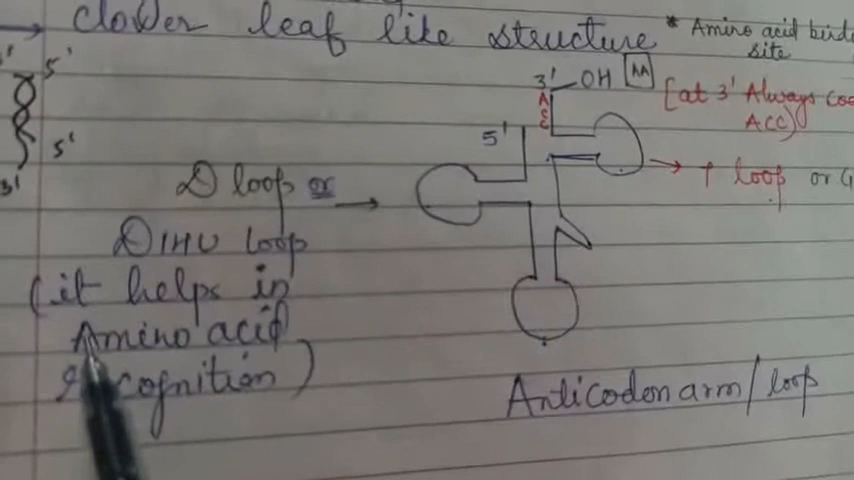 clover leaf like structure
* Amino acid
site
5'
3'
OH
AA
[at 3' Always
ACC)
A
C
C
5'
5'
3'
D loop or
T loop or
DIHU loop
(it helps in
Amino acid
recognition)
Anticodon arm/loop